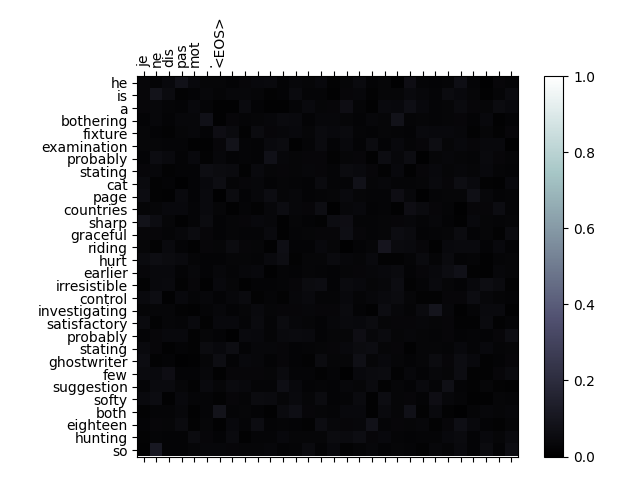 je ne dis pas mot . <EOS>
he
is
a
bothering
fixture
examination
probably
stating
cat
page
countries
sharp
graceful
riding
hurt
earlier
irresistible
control
investigating
satisfactory
probably
stating
ghostwriter
few
suggestion
softy
both
eighteen
hunting
so
1.0
0.8
0.6
0.4
0.2
0.0